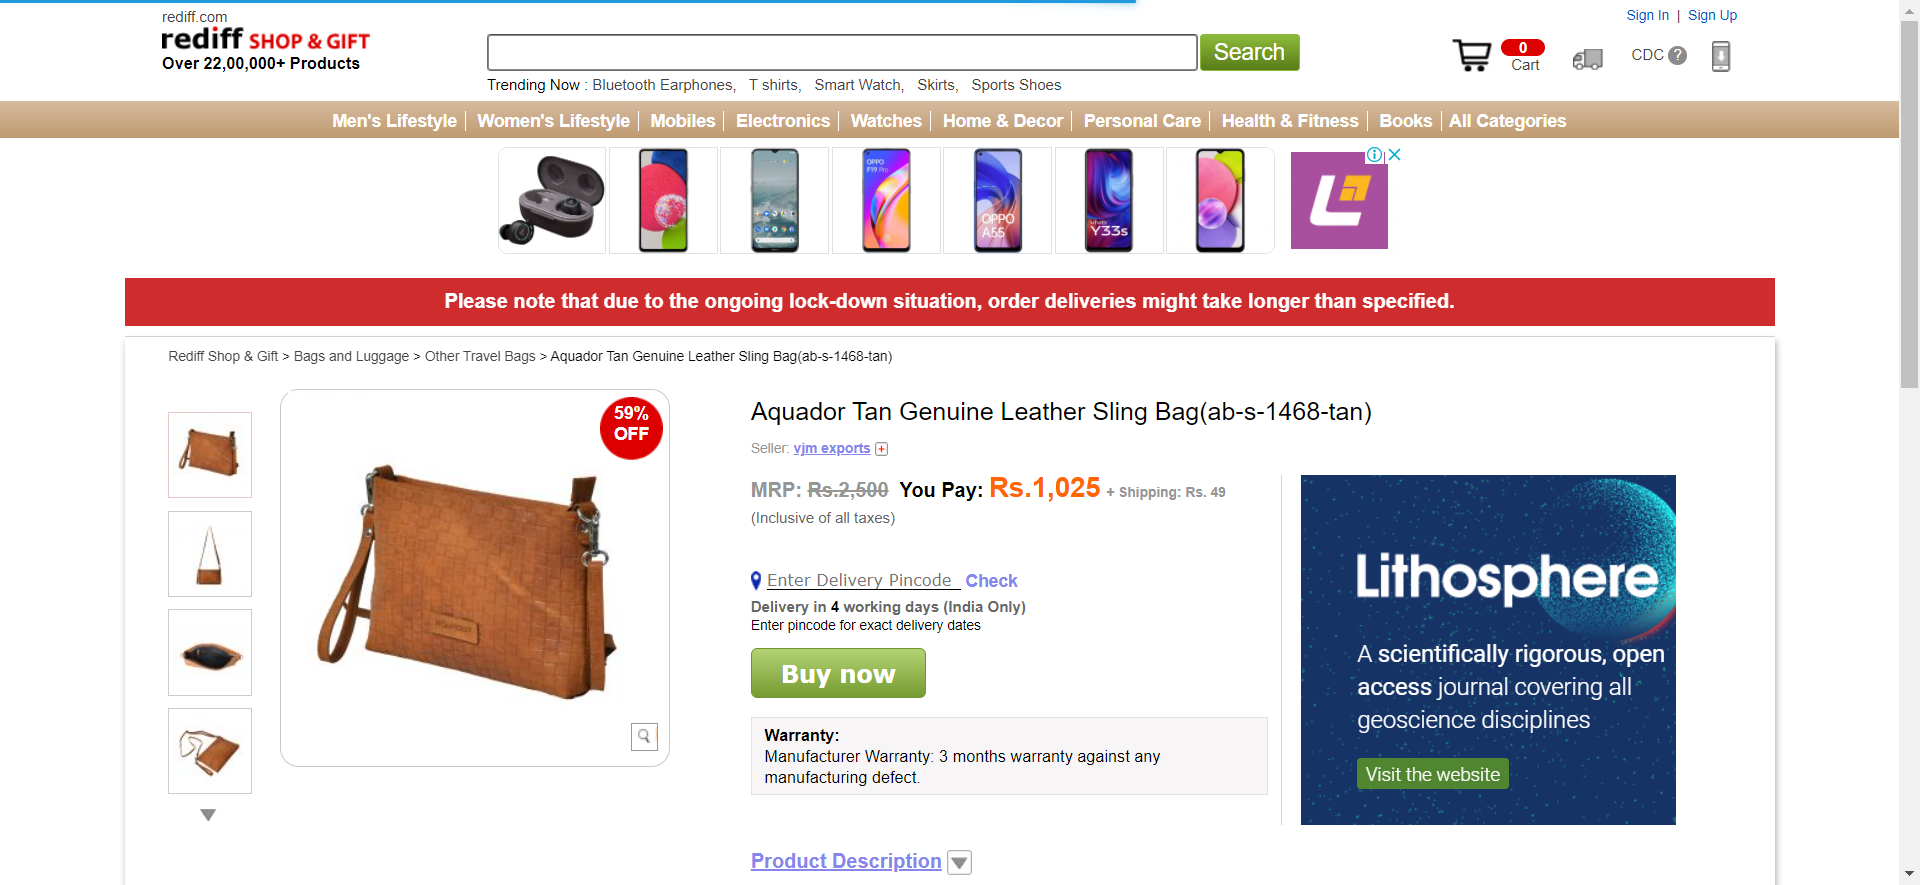 rediff.com
rediff SHOP & GIFT
Over 22,00,000+ Products
Search
Trending Now : Bluetooth Earphones, T shirts, Smart Watch, Skirts, Sports Shoes
Sign In | Sign Up
0
Cart
CDC ?
Men's Lifestyle | Women's Lifestyle | Mobiles | Electronics | Watches | Home & Decor | Personal Care | Health & Fitness | Books | All Categories
OPPO
F19 Pro
OPPO
A55
vivo
Y33s
Please note that due to the ongoing lock-down situation, order deliveries might take longer than specified.
Rediff Shop & Gift > Bags and Luggage > Other Travel Bags > Aquador Tan Genuine Leather Sling Bag(ab-s-1468-tan)
59%
OFF
Aquador Tan Genuine Leather Sling Bag(ab-s-1468-tan)
Seller: vjm exports +
MRP: Rs.2,500 You Pay: Rs.1,025 + Shipping: Rs. 49
(Inclusive of all taxes)
Enter Delivery Pincode Check
Delivery in 4 working days (India Only)
Enter pincode for exact delivery dates
Buy now
Warranty:
Manufacturer Warranty: 3 months warranty against any
manufacturing defect.
Product Description
Lithosphere
A scientifically rigorous, open
access journal covering all
geoscience disciplines
Visit the website